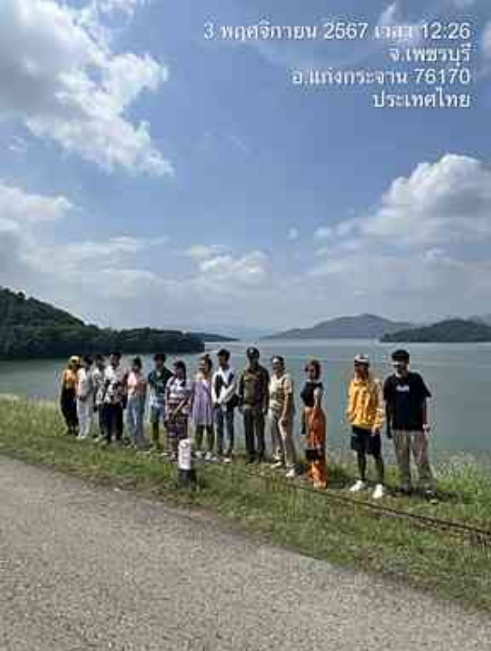 3 พฤศจิกายน 2567 เวลา 12:26
จ.เพชรบุรี
อ.แก่งกระจาน 76170
ประเทศไทย